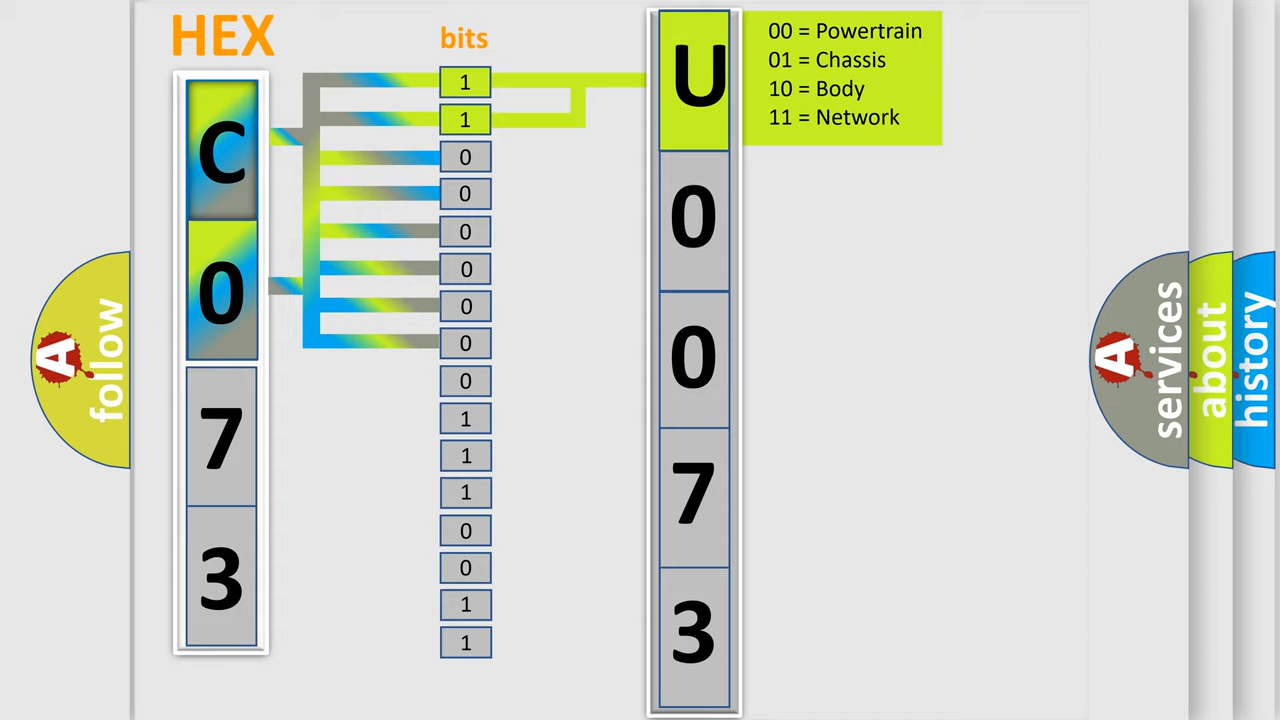 HEX
bits
C
0
7
3
1
1
0
0
0
0
0
0
0
1
1
1
0
0
1
1
U
0
0
7
3
00 = Powertrain
01 = Chassis
10 = Body
11 = Network
A
follow
A
services
about
history